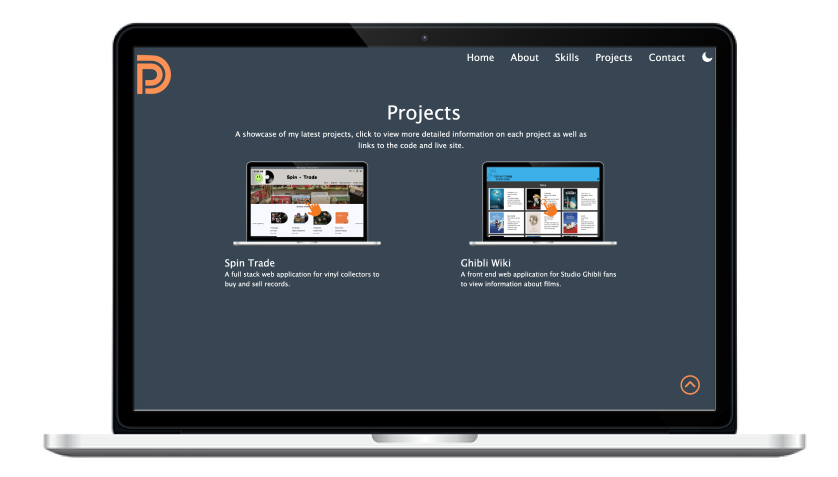 Home About Skills Projects Contact
Projects
A showcase of my latest projects, click to view more detailed information on each project as well as
links to the code and live site.
Spin - Trade
Spin Trade
A full stack web application for vinyl collectors to
buy and sell records.
Ghibli Wiki
A front end web application for Studio Ghibli fans
to view information about films.